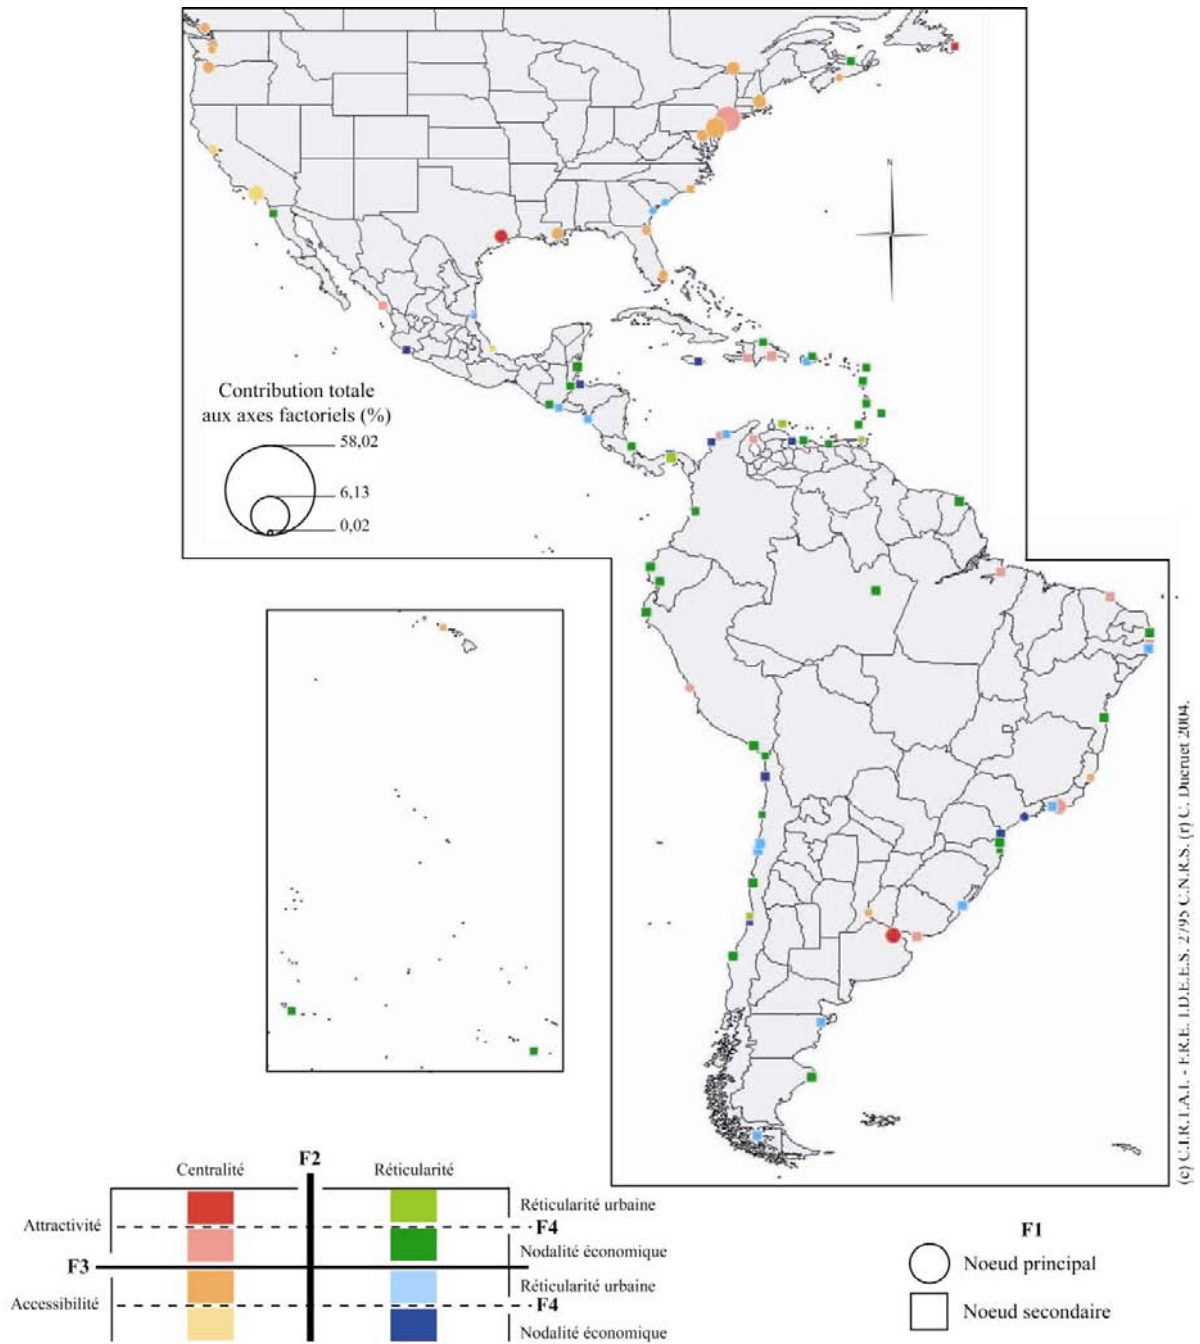 N
Contribution totale
aux axes factoriels (%)
58,02
6,13
0,02
(c) C.I.R.T.A.I. - F.R.E. I.D.E.E.S. 2795 C.N.R.S. (r) C. Ducruet 2004.
F2
Centralité
Réticularité
Attractivité
Réticularité urbaine
F4
Nodalité économique
F3
Accessibilité
Réticularité urbaine
F4
Nodalité économique
F1
Noeud principal
Noeud secondaire